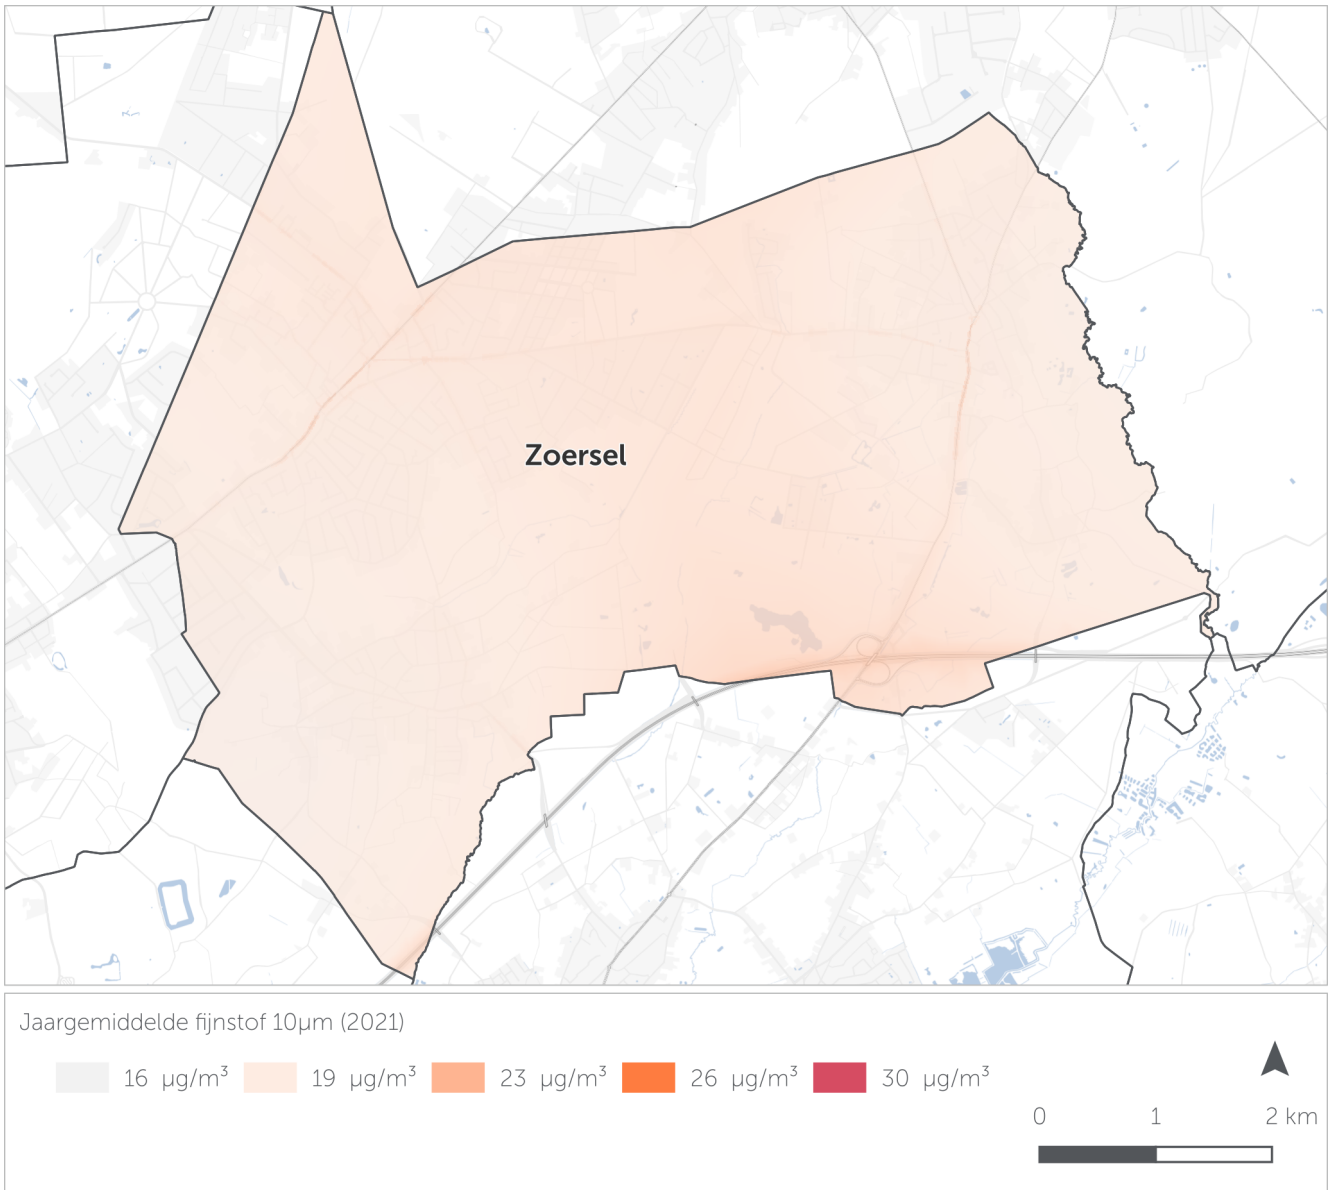 Zoersel
Jaargemiddelde fijnstof 10µm (2021)
16 µg/m³ 19 µg/m³ 23 µg/m³ 26 µg/m³ 30 µg/m³
0 1 2 km